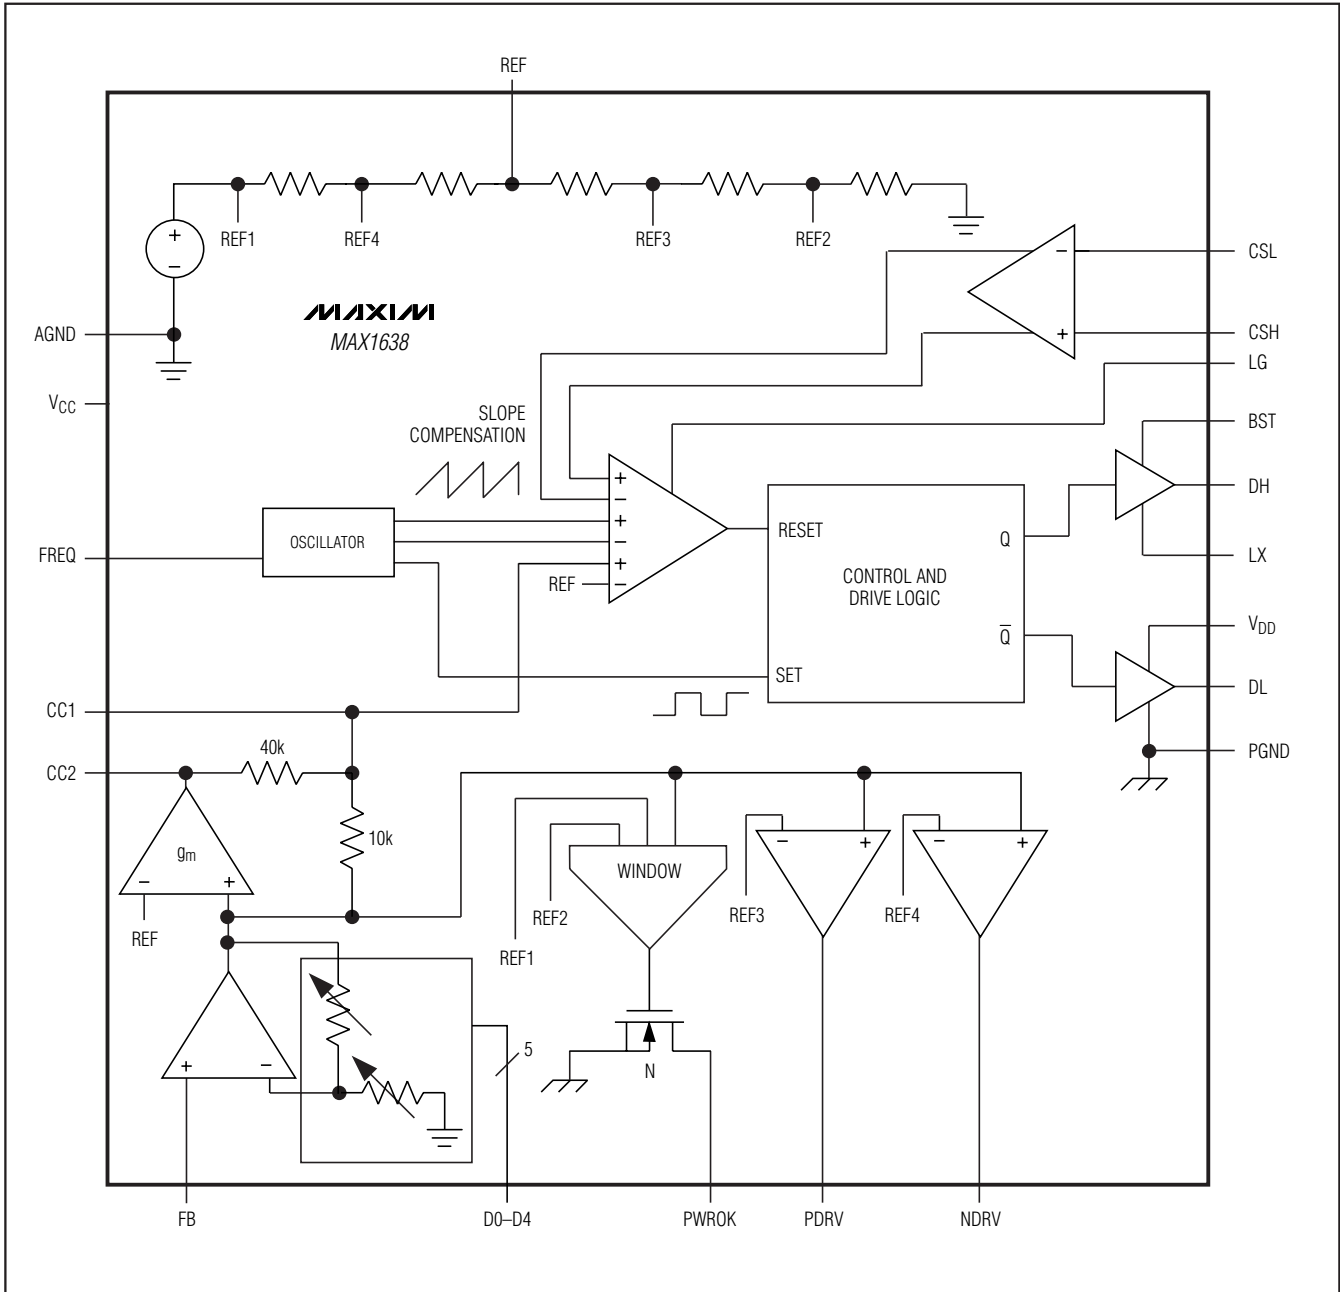 REF
REF1
REF4
REF3
REF2
+
−
MAXIM
MAX1638
AGND
VCC
CSL
−
CSH
+
LG
BST
DH
LX
SLOPE
COMPENSATION
FREQ
OSCILLATOR
+
−
+
−
+
REF −
RESET
Q
CONTROL AND
DRIVE LOGIC
Q̅
SET
VDD
DL
PGND
CC1
CC2
40k
10k
gm
− +
REF
WINDOW
REF2
REF1
− +
REF3
− +
REF4
N
+ −
5
FB
D0–D4
PWROK
PDRV
NDRV